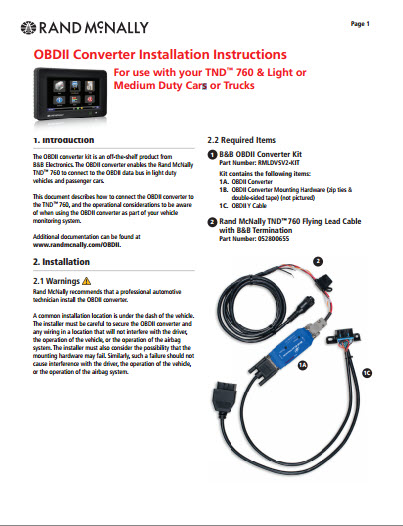 RAND McNALLY
Page 1
OBDII Converter Installation Instructions
For use with your TND™ 760 & Light or
Medium Duty Cars or Trucks
1. Introduction
The OBDII converter kit is an off-the-shelf product from
B&B Electronics. The OBDII converter enables the Rand McNally
TND™ 760 to connect to the OBDII data bus in light duty
vehicles and passenger cars.
This document describes how to connect the OBDII converter to
the TND™ 760, and the operational considerations to be aware
of when using the OBDII converter as part of your vehicle
monitoring system.
Additional documentation can be found at
www.randmcnally.com/OBDII.
2. Installation
2.1 Warnings
Rand McNally recommends that a professional automotive
technician install the OBDII converter.
A common installation location is under the dash of the vehicle.
The installer must be careful to secure the OBDII converter and
any wiring in a location that will not interfere with the driver,
the operation of the vehicle, or the operation of the airbag
system. The installer must also consider the possibility that the
mounting hardware may fail. Similarly, such a failure should not
cause interference with the driver, the operation of the vehicle,
or the operation of the airbag system.
2.2 Required Items
1 B&B OBDII Converter Kit
Part Number: RMLDVSV2-KIT
Kit contains the following items:
1A. OBDII Converter
1B. OBDII Converter Mounting Hardware (zip ties &
double-sided tape) (not pictured)
1C. OBDII Y Cable
2 Rand McNally TND™ 760 Flying Lead Cable
with B&B Termination
Part Number: 052800655
2
1A
1C